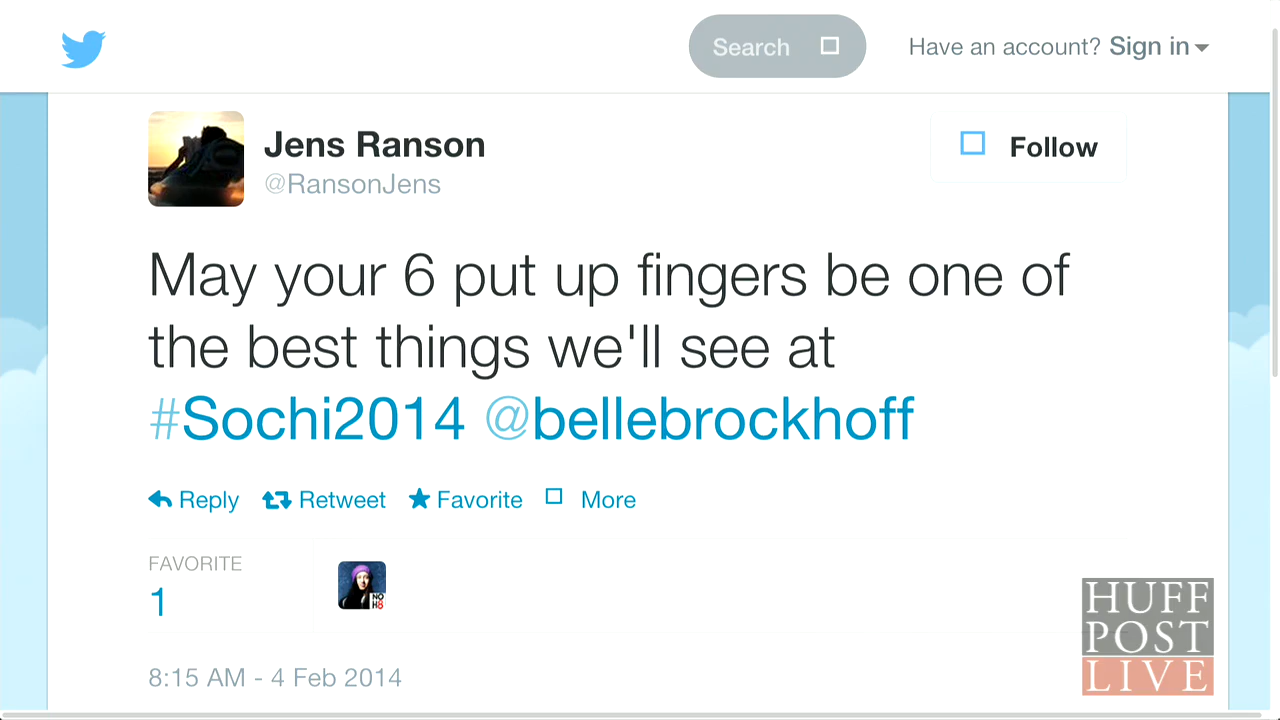 Search
Have an account? Sign in
Jens Ranson
@RansonJens
Follow
May your 6 put up fingers be one of
the best things we'll see at
#Sochi2014 @bellebrockhoff
Reply Retweet Favorite More
FAVORITE
1
NO
H8
8:15 AM - 4 Feb 2014
HUFF
POST
LIVE